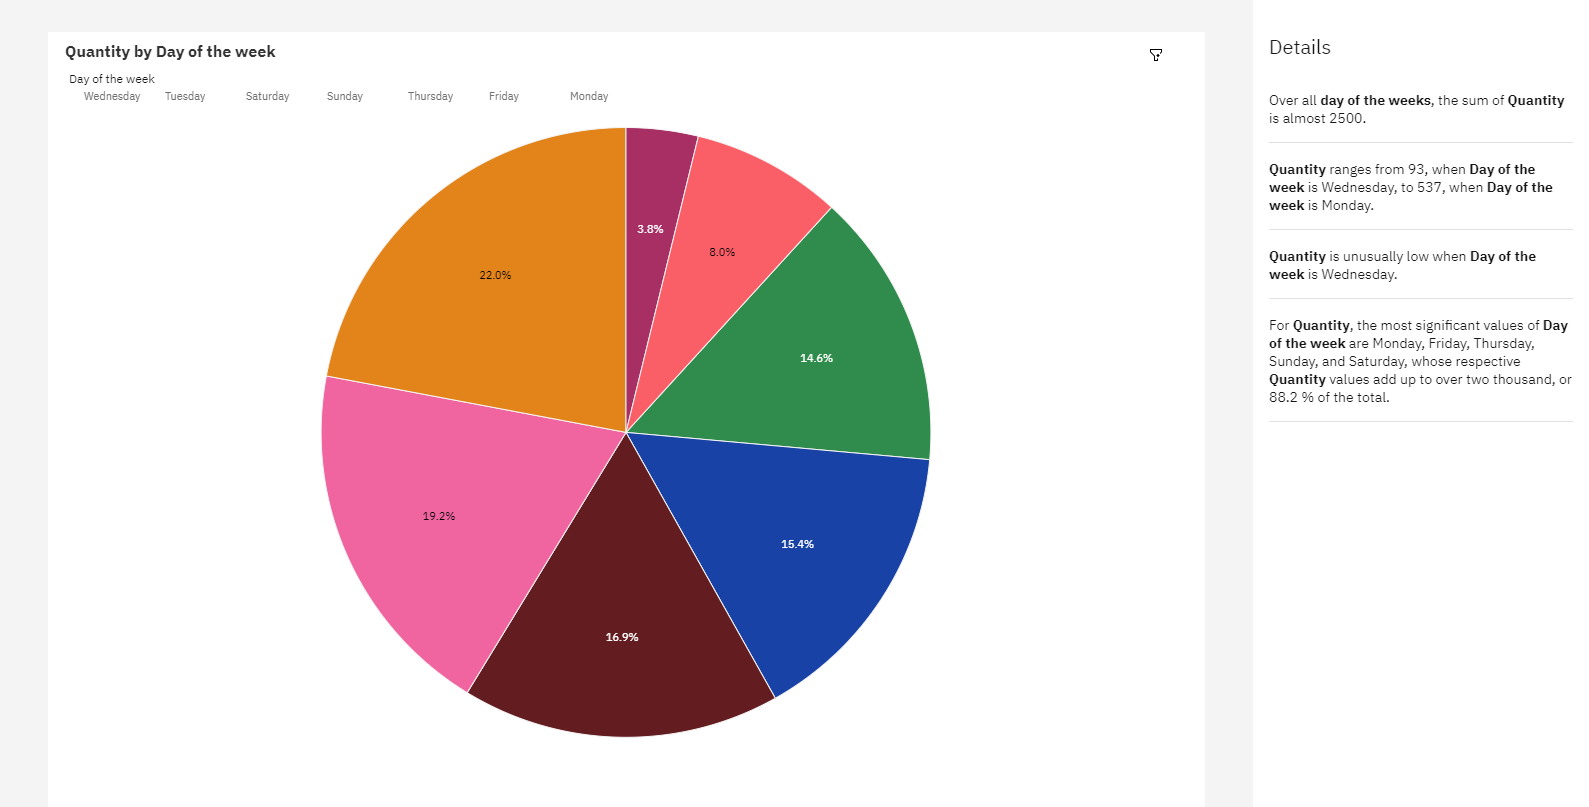 Quantity by Day of the week
Day of the week
Wednesday Tuesday Saturday Sunday Thursday Friday Monday
3.8%
8.0%
22.0%
14.6%
19.2%
15.4%
16.9%
Details
Over all day of the weeks, the sum of Quantity
is almost 2500.
Quantity ranges from 93, when Day of the
week is Wednesday, to 537, when Day of the
week is Monday.
Quantity is unusually low when Day of the
week is Wednesday.
For Quantity, the most significant values of Day
of the week are Monday, Friday, Thursday,
Sunday, and Saturday, whose respective
Quantity values add up to over two thousand, or
88.2 % of the total.